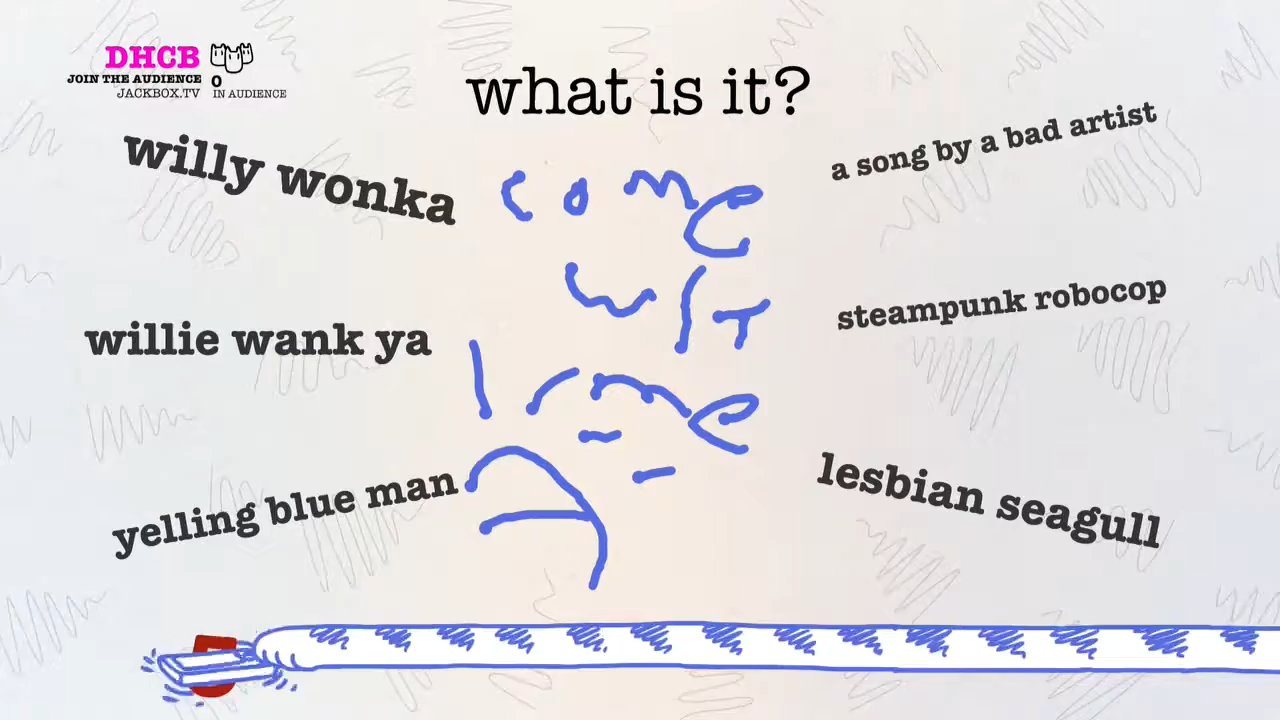 DHCB
JOIN THE AUDIENCE
JACKBOX.TV
0
IN AUDIENCE
what is it?
willy wonka
a song by a bad artist
come
wit
steampunk robocop
willie wank ya
me
yelling blue man
lesbian seagull